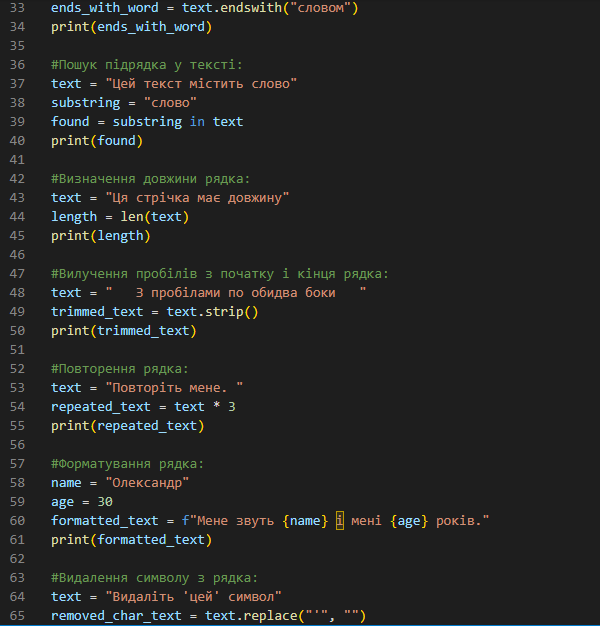 33 ends_with_word = text.endswith("словом")
34 print(ends_with_word)
35
36 #Пошук підрядка у тексті:
37 text = "Цей текст містить слово"
38 substring = "слово"
39 found = substring in text
40 print(found)
41
42 #Визначення довжини рядка:
43 text = "Ця стрічка має довжину"
44 length = len(text)
45 print(length)
46
47 #Вилучення пробілів з початку і кінця рядка:
48 text = "   З пробілами по обидва боки   "
49 trimmed_text = text.strip()
50 print(trimmed_text)
51
52 #Повторення рядка:
53 text = "Повторіть мене. "
54 repeated_text = text * 3
55 print(repeated_text)
56
57 #Форматування рядка:
58 name = "Олександр"
59 age = 30
60 formatted_text = f"Мене звуть {name} і мені {age} років."
61 print(formatted_text)
62
63 #Видалення символу з рядка:
64 text = "Видаліть 'цей' символ"
65 removed_char_text = text.replace("'", "")